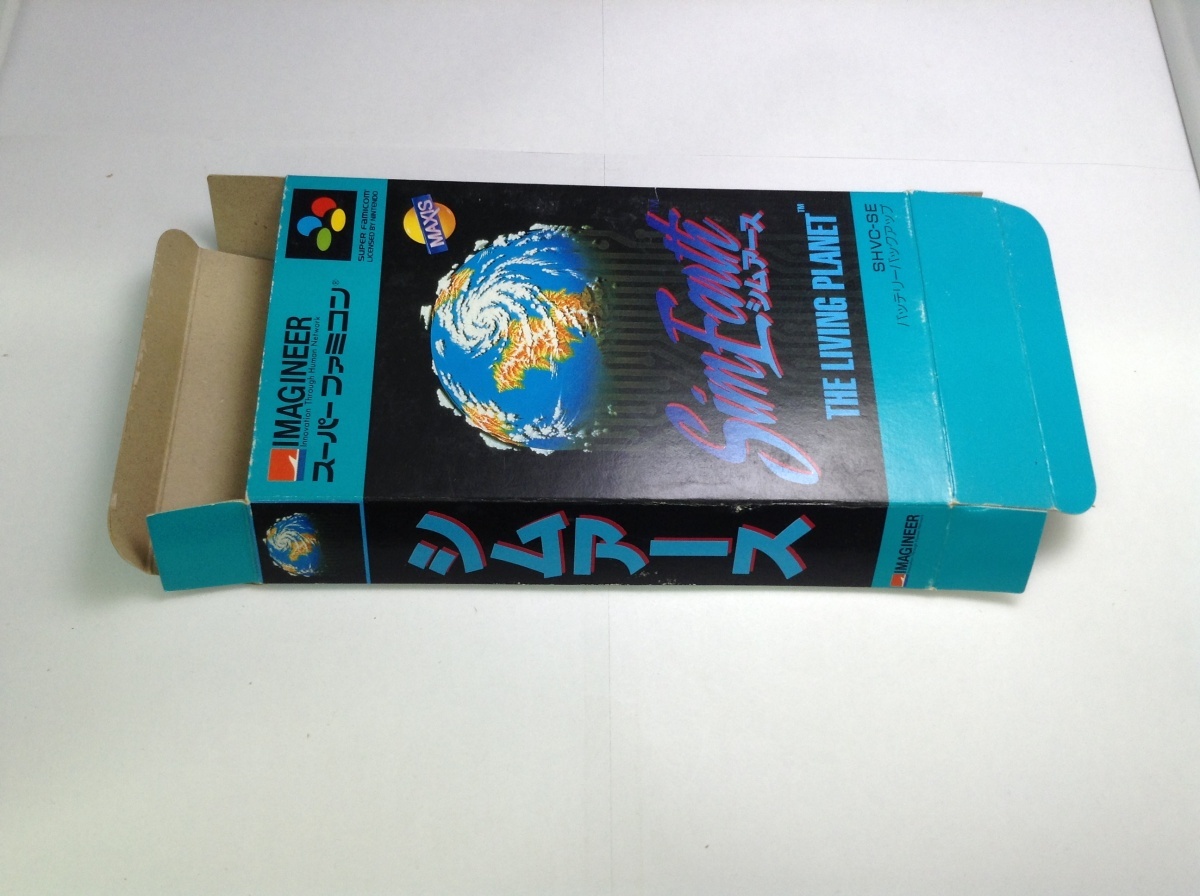 IMAGINEER
Innovation Through Human Network
スーパーファミコン®
SUPER FAMICOM
LICENSED BY NINTENDO
MAXIS
SimEarth™
シムアース
THE LIVING PLANET™
SHVC-SE
バッテリーバックアップ
シムアース
IMAGINEER